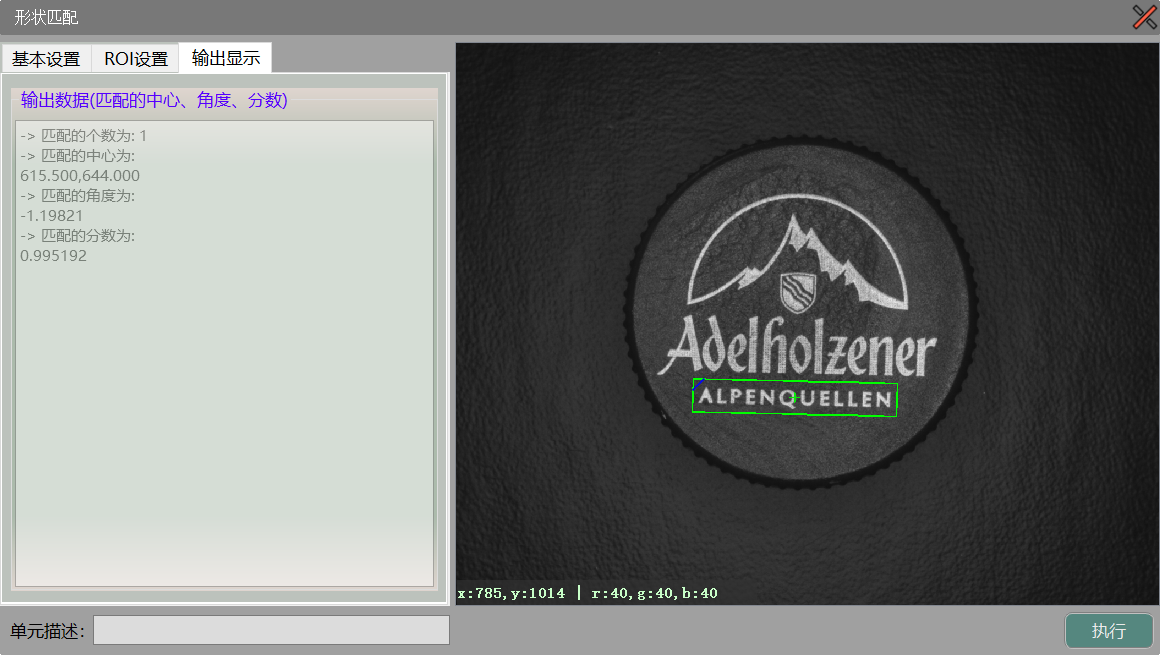 形状匹配
基本设置 ROI设置 输出显示
输出数据(匹配的中心、角度、分数)
-> 匹配的个数为: 1
-> 匹配的中心为:
615.500,644.000
-> 匹配的角度为:
-1.19821
-> 匹配的分数为:
0.995192
Adelholzener
ALPENQUELLEN
x:785,y:1014 | r:40,g:40,b:40
单元描述:
执行